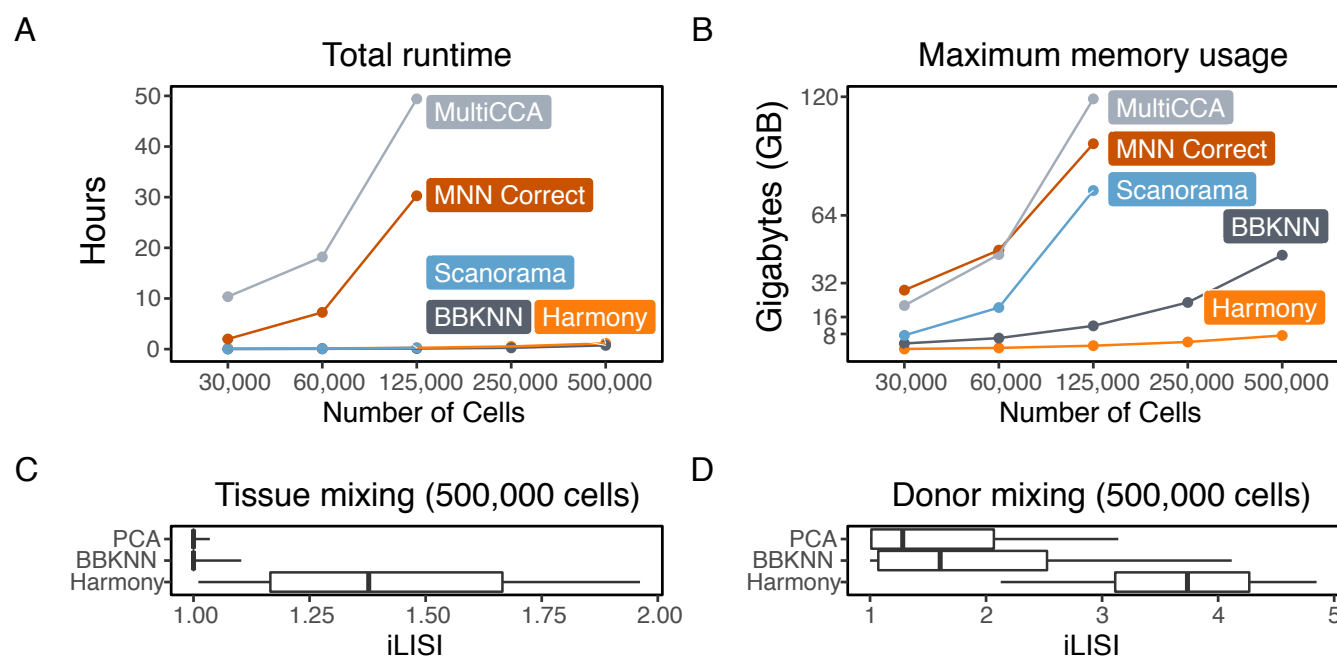 A
Total runtime
50
40
30
20
10
0
Hours
MultiCCA
MNN Correct
Scanorama
BBKNN
Harmony
30,000
60,000
125,000
250,000
500,000
Number of Cells
B
Maximum memory usage
120
64
32
16
8
Gigabytes (GB)
MultiCCA
MNN Correct
Scanorama
BBKNN
Harmony
30,000
60,000
125,000
250,000
500,000
Number of Cells
C
Tissue mixing (500,000 cells)
PCA
BBKNN
Harmony
1.00
1.25
1.50
1.75
2.00
iLISI
D
Donor mixing (500,000 cells)
PCA
BBKNN
Harmony
1
2
3
4
5
iLISI